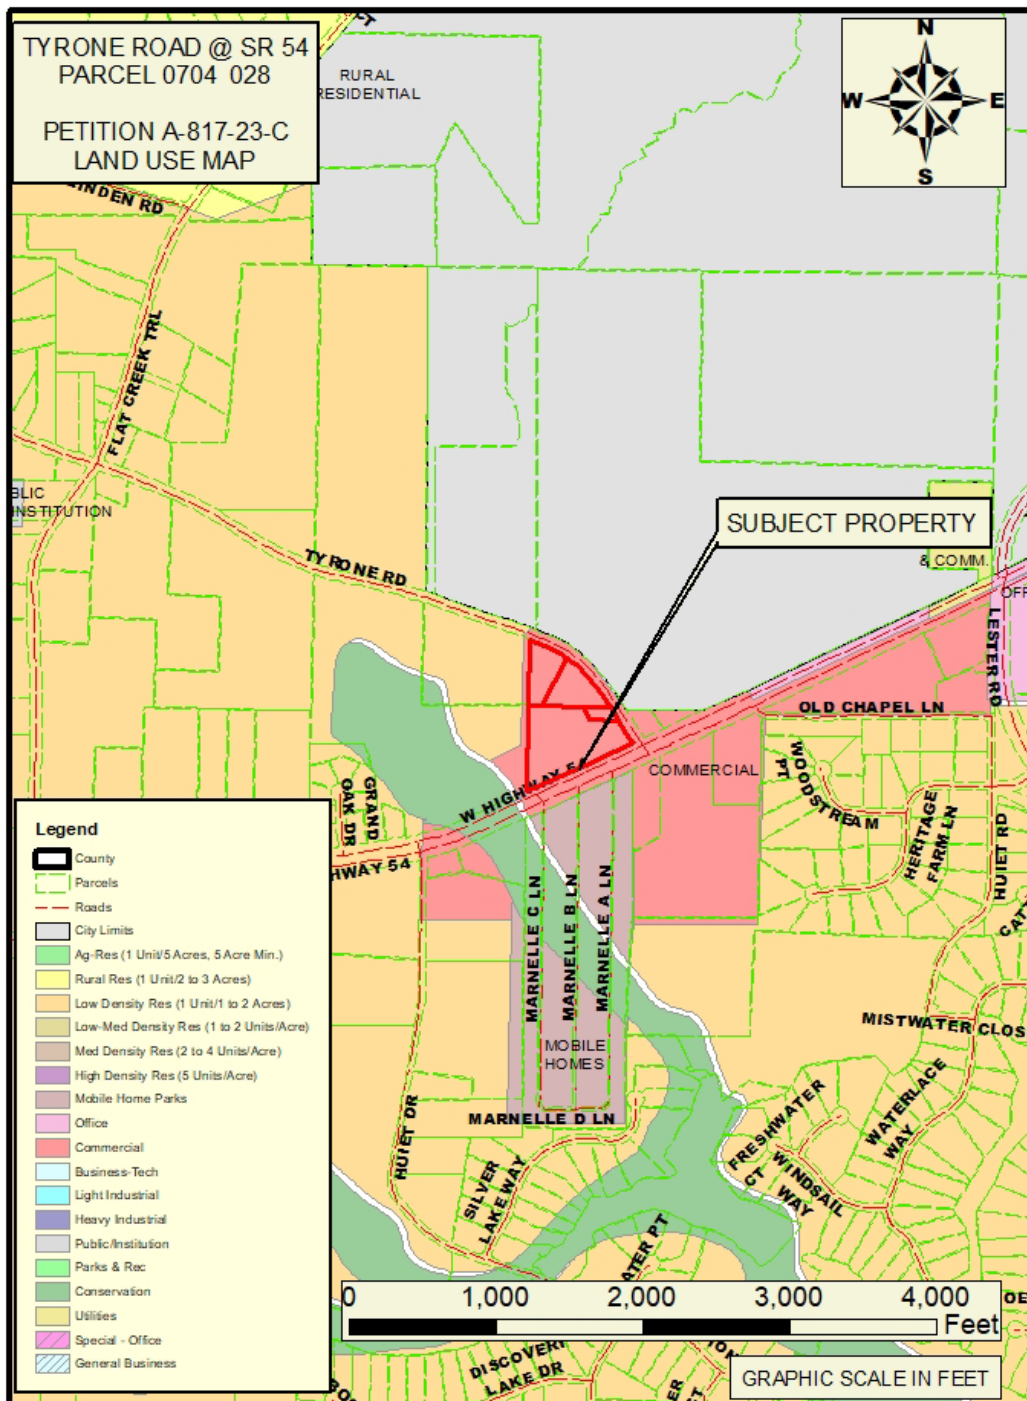 TYRONE ROAD @ SR 54
PARCEL 0704 028
PETITION A-817-23-C
LAND USE MAP
CT
RURAL
RESIDENTIAL
N
W E
S
LINDEN RD
FLAT CREEK TRL
BLIC
INSTITUTION
TYRONE RD
SUBJECT PROPERTY
& COMM.
OFF
LESTER RD
OLD CHAPEL LN
WOODSTREAM
PT
COMMERCIAL
W HIGHWAY 54
HWAY 54
GRAND
OAK DR
HERITAGE
FARM LN
HUIET RD
CATT
MARNELLE C LN
MARNELLE B LN
MARNELLE A LN
MOBILE
HOMES
MARNELLE D LN
MISTWATER CLOS
WATERLACE
WAY
FRESHWATER
CT
WINDSAIL
WAY
HUIET DR
SILVER
LAKE WAY
ATER PT
Legend
County
Parcels
Roads
City Limits
Ag-Res (1 Unit/5 Acres, 5 Acre Min.)
Rural Res (1 Unit/2 to 3 Acres)
Low Density Res (1 Unit/1 to 2 Acres)
Low-Med Density Res (1 to 2 Units/Acre)
Med Density Res (2 to 4 Units/Acre)
High Density Res (5 Units/Acre)
Mobile Home Parks
Office
Commercial
Business-Tech
Light Industrial
Heavy Industrial
Public/Institution
Parks & Rec
Conservation
Utilities
Special - Office
General Business
0 1,000 2,000 3,000 4,000
Feet
DISCOVER
LAKE DR
GRAPHIC SCALE IN FEET